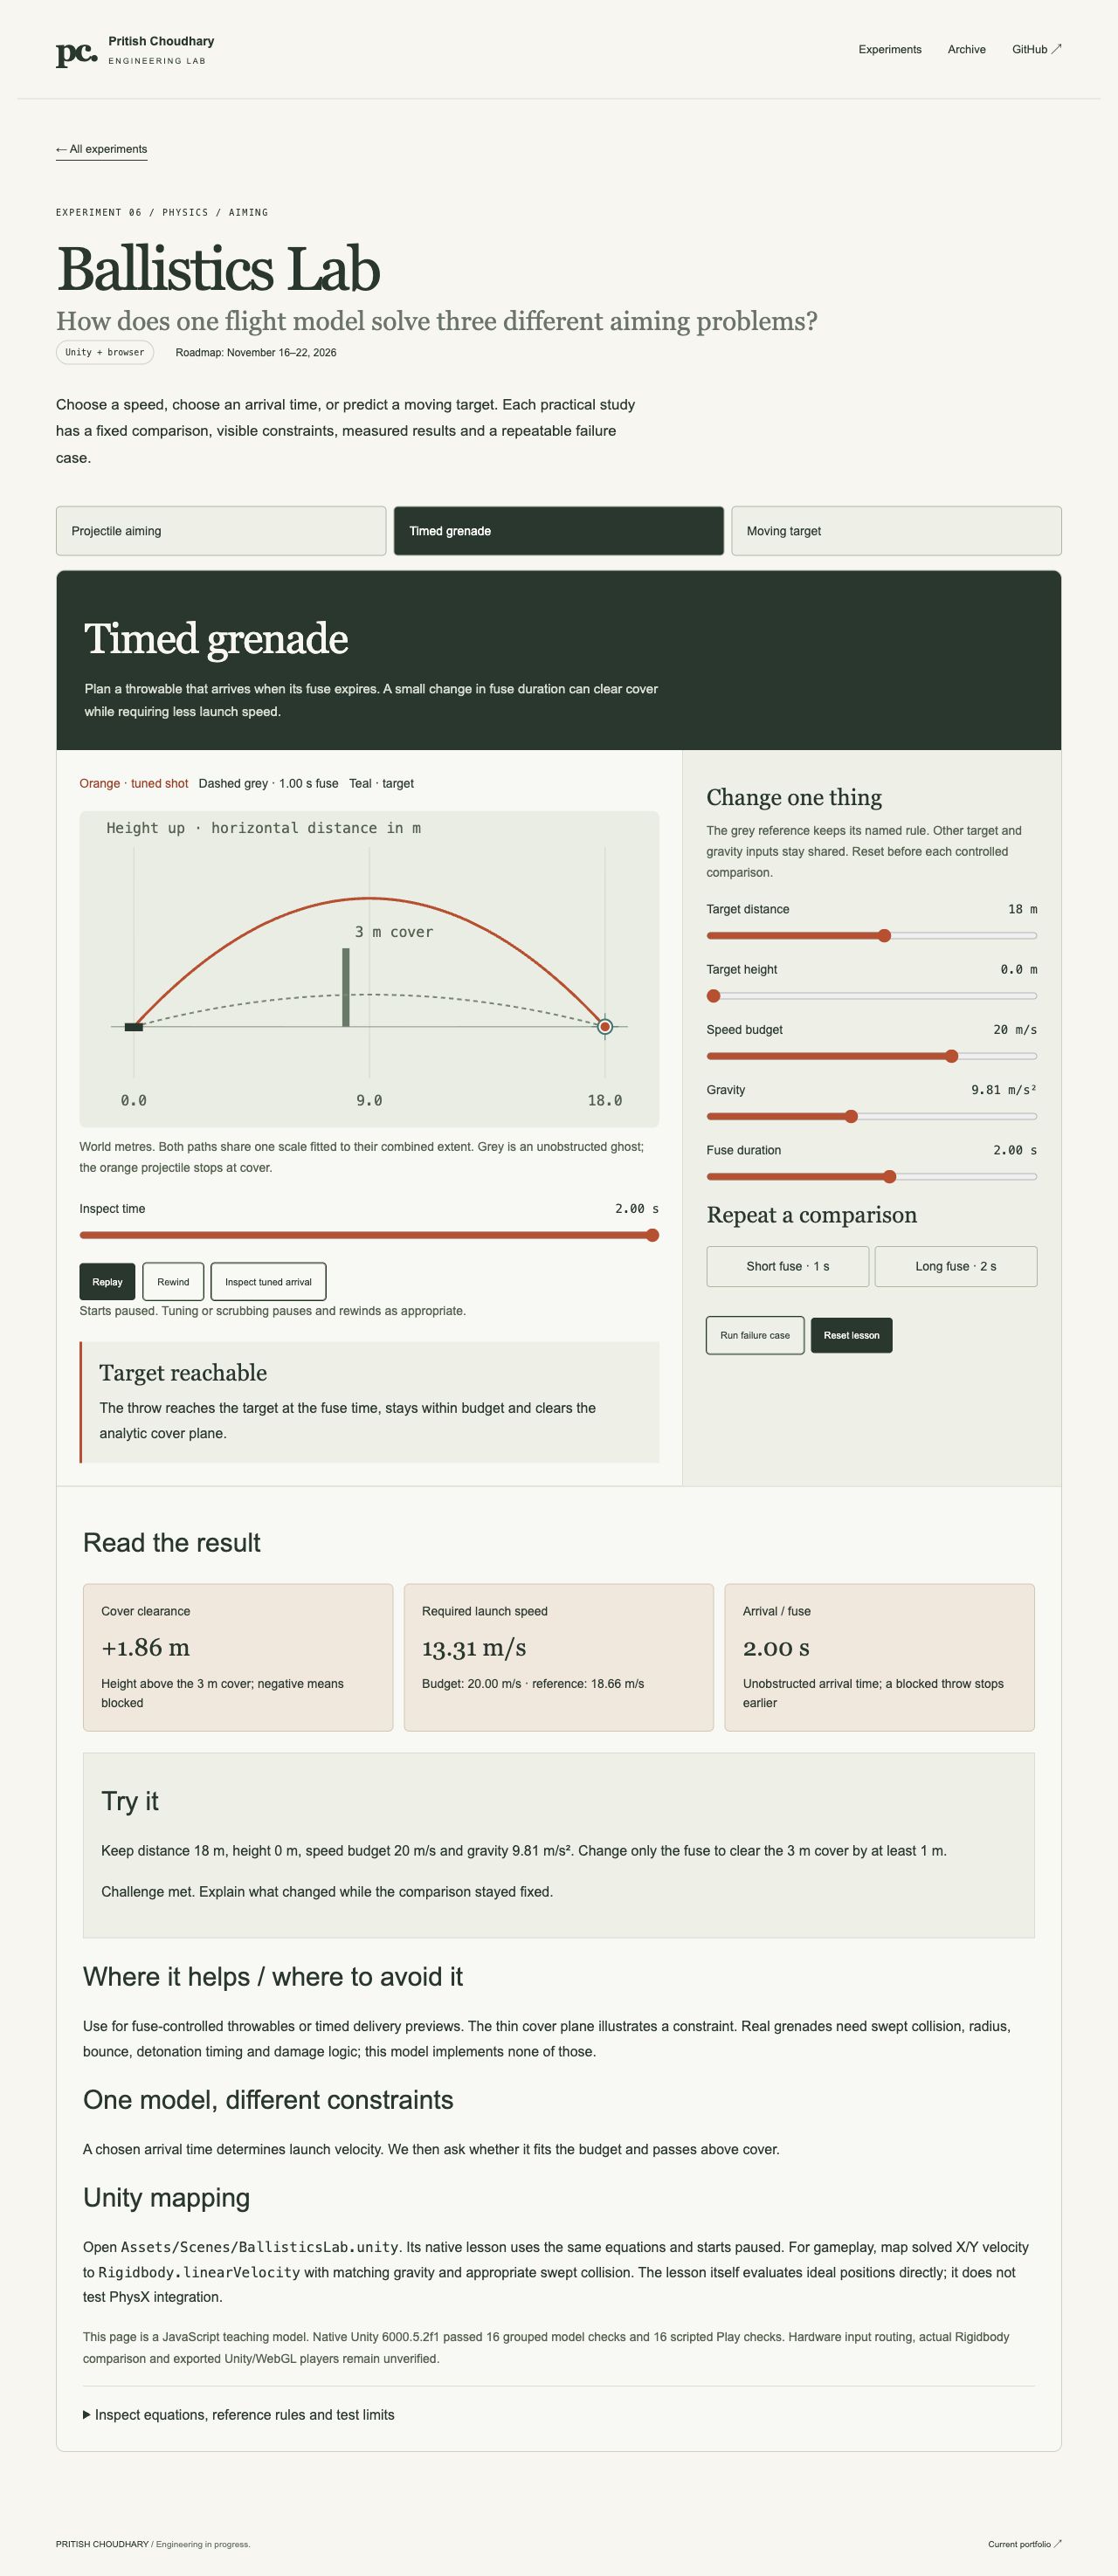 pc.
Pritish Choudhary
ENGINEERING LAB
Experiments
Archive
GitHub ↗
← All experiments
EXPERIMENT 06 / PHYSICS / AIMING
Ballistics Lab
How does one flight model solve three different aiming problems?
Unity + browser
Roadmap: November 16–22, 2026
Choose a speed, choose an arrival time, or predict a moving target. Each practical study
has a fixed comparison, visible constraints, measured results and a repeatable failure
case.
Projectile aiming
Timed grenade
Moving target
Timed grenade
Plan a throwable that arrives when its fuse expires. A small change in fuse duration can clear cover
while requiring less launch speed.
Orange · tuned shot
Dashed grey · 1.00 s fuse
Teal · target
Height up · horizontal distance in m
3 m cover
0.0
9.0
18.0
World metres. Both paths share one scale fitted to their combined extent. Grey is an unobstructed ghost;
the orange projectile stops at cover.
Inspect time
2.00 s
Replay
Rewind
Inspect tuned arrival
Starts paused. Tuning or scrubbing pauses and rewinds as appropriate.
Target reachable
The throw reaches the target at the fuse time, stays within budget and clears the
analytic cover plane.
Change one thing
The grey reference keeps its named rule. Other target and
gravity inputs stay shared. Reset before each controlled
comparison.
Target distance
18 m
Target height
0.0 m
Speed budget
20 m/s
Gravity
9.81 m/s²
Fuse duration
2.00 s
Repeat a comparison
Short fuse · 1 s
Long fuse · 2 s
Run failure case
Reset lesson
Read the result
Cover clearance
+1.86 m
Height above the 3 m cover; negative means
blocked
Required launch speed
13.31 m/s
Budget: 20.00 m/s · reference: 18.66 m/s
Arrival / fuse
2.00 s
Unobstructed arrival time; a blocked throw stops
earlier
Try it
Keep distance 18 m, height 0 m, speed budget 20 m/s and gravity 9.81 m/s². Change only the fuse to clear the 3 m cover by at least 1 m.
Challenge met. Explain what changed while the comparison stayed fixed.
Where it helps / where to avoid it
Use for fuse-controlled throwables or timed delivery previews. The thin cover plane illustrates a constraint. Real grenades need swept collision, radius,
bounce, detonation timing and damage logic; this model implements none of those.
One model, different constraints
A chosen arrival time determines launch velocity. We then ask whether it fits the budget and passes above cover.
Unity mapping
Open Assets/Scenes/BallisticsLab.unity. Its native lesson uses the same equations and starts paused. For gameplay, map solved X/Y velocity
to Rigidbody.linearVelocity with matching gravity and appropriate swept collision. The lesson itself evaluates ideal positions directly; it does not
test PhysX integration.
This page is a JavaScript teaching model. Native Unity 6000.5.2f1 passed 16 grouped model checks and 16 scripted Play checks. Hardware input routing, actual Rigidbody
comparison and exported Unity/WebGL players remain unverified.
▶ Inspect equations, reference rules and test limits
PRITISH CHOUDHARY / Engineering in progress.
Current portfolio ↗